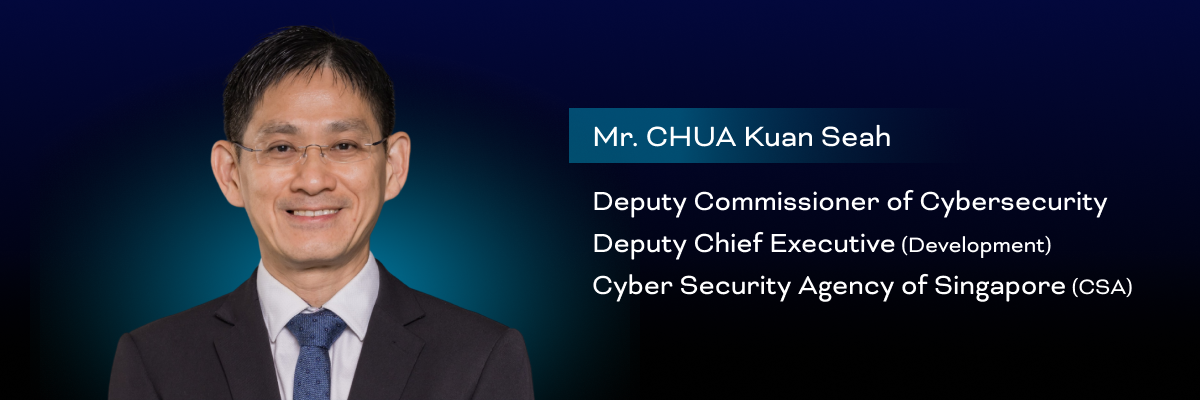 Mr. CHUA Kuan Seah
Deputy Commissioner of Cybersecurity
Deputy Chief Executive (Development)
Cyber Security Agency of Singapore (CSA)